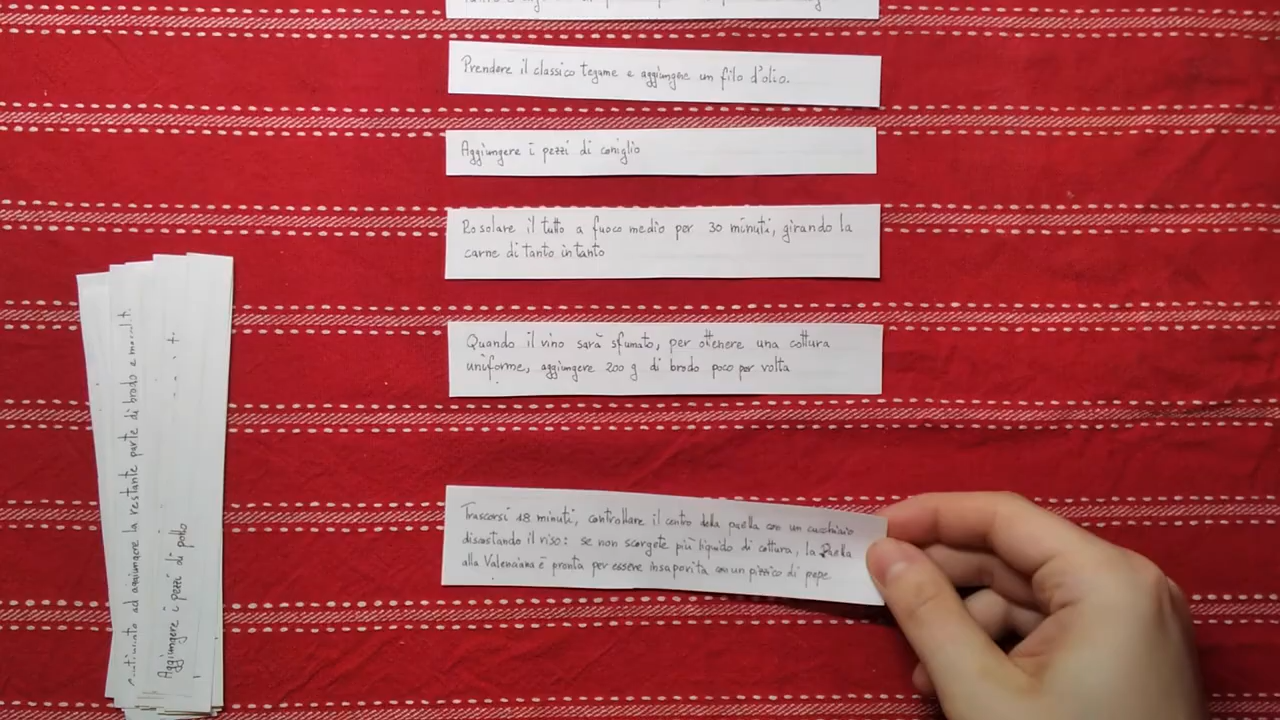 Prendere il classico tegame e aggiungere un filo d'olio.
Aggiungere i pezzi di coniglio
Rosolare il tutto a fuoco medio per 30 minuti, girando la
carne di tanto in tanto
Quando il vino sarà sfumato, per ottenere una cottura
uniforme, aggiungere 200 g di brodo poco per volta
Trascorsi 18 minuti, controllare il centro della paella con un cucchiaio
discostando il riso: se non scorgete più liquido di cottura, la Paella
alla Valenciana è pronta per essere insaporita con un pizzico di pepe
ad aggiungere la restante parte di brodo e
Aggiungere i pezzi di pollo